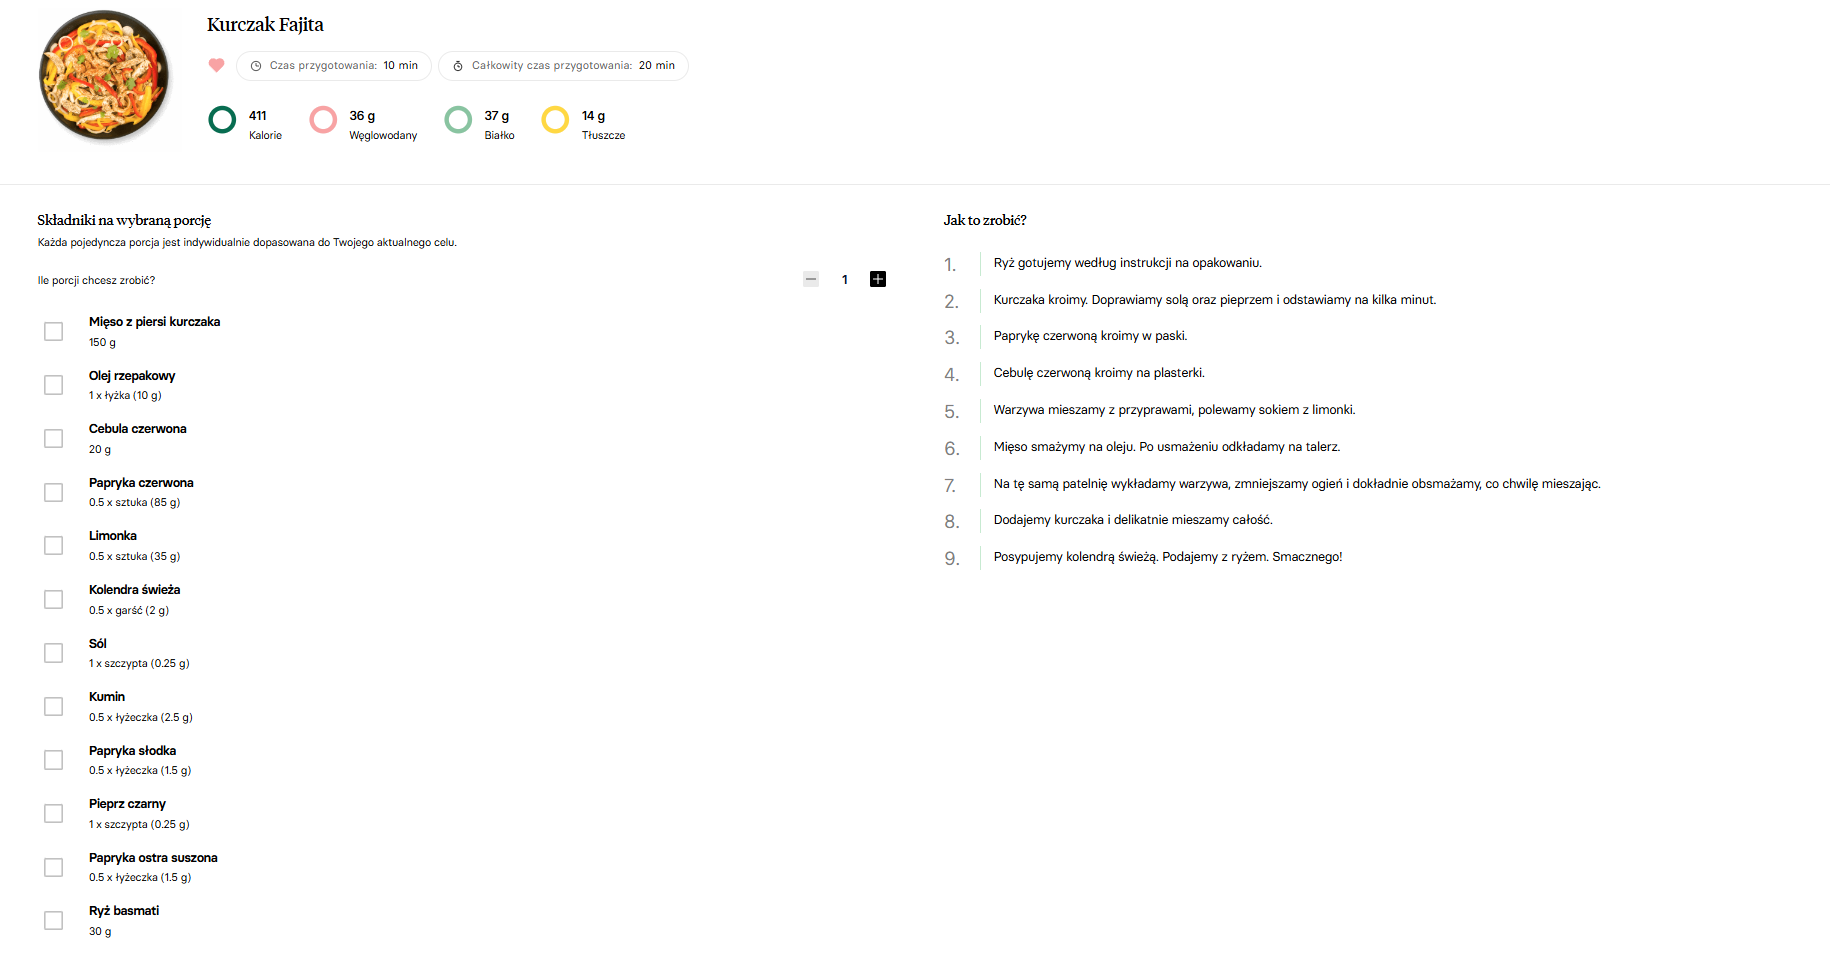 Kurczak Fajita
Czas przygotowania: 10 min
Całkowity czas przygotowania: 20 min
411
Kalorie
36 g
Węglowodany
37 g
Białko
14 g
Tłuszcze
Składniki na wybraną porcję
Każda pojedyncza porcja jest indywidualnie dopasowana do Twojego aktualnego celu.
Ile porcji chcesz zrobić?
1
Mięso z piersi kurczaka
150 g
Olej rzepakowy
1 x łyżka (10 g)
Cebula czerwona
20 g
Papryka czerwona
0.5 x sztuka (85 g)
Limonka
0.5 x sztuka (35 g)
Kolendra świeża
0.5 x garść (2 g)
Sól
1 x szczypta (0.25 g)
Kumin
0.5 x łyżeczka (2.5 g)
Papryka słodka
0.5 x łyżeczka (1.5 g)
Pieprz czarny
1 x szczypta (0.25 g)
Papryka ostra suszona
0.5 x łyżeczka (1.5 g)
Ryż basmati
30 g
Jak to zrobić?
1. Ryż gotujemy według instrukcji na opakowaniu.
2. Kurczaka kroimy. Doprawiamy solą oraz pieprzem i odstawiamy na kilka minut.
3. Paprykę czerwoną kroimy w paski.
4. Cebulę czerwoną kroimy na plasterki.
5. Warzywa mieszamy z przyprawami, polewamy sokiem z limonki.
6. Mięso smażymy na oleju. Po usmażeniu odkładamy na talerz.
7. Na tę samą patelnię wykładamy warzywa, zmniejszamy ogień i dokładnie obsmażamy, co chwilę mieszając.
8. Dodajemy kurczaka i delikatnie mieszamy całość.
9. Posypujemy kolendrą świeżą. Podajemy z ryżem. Smacznego!